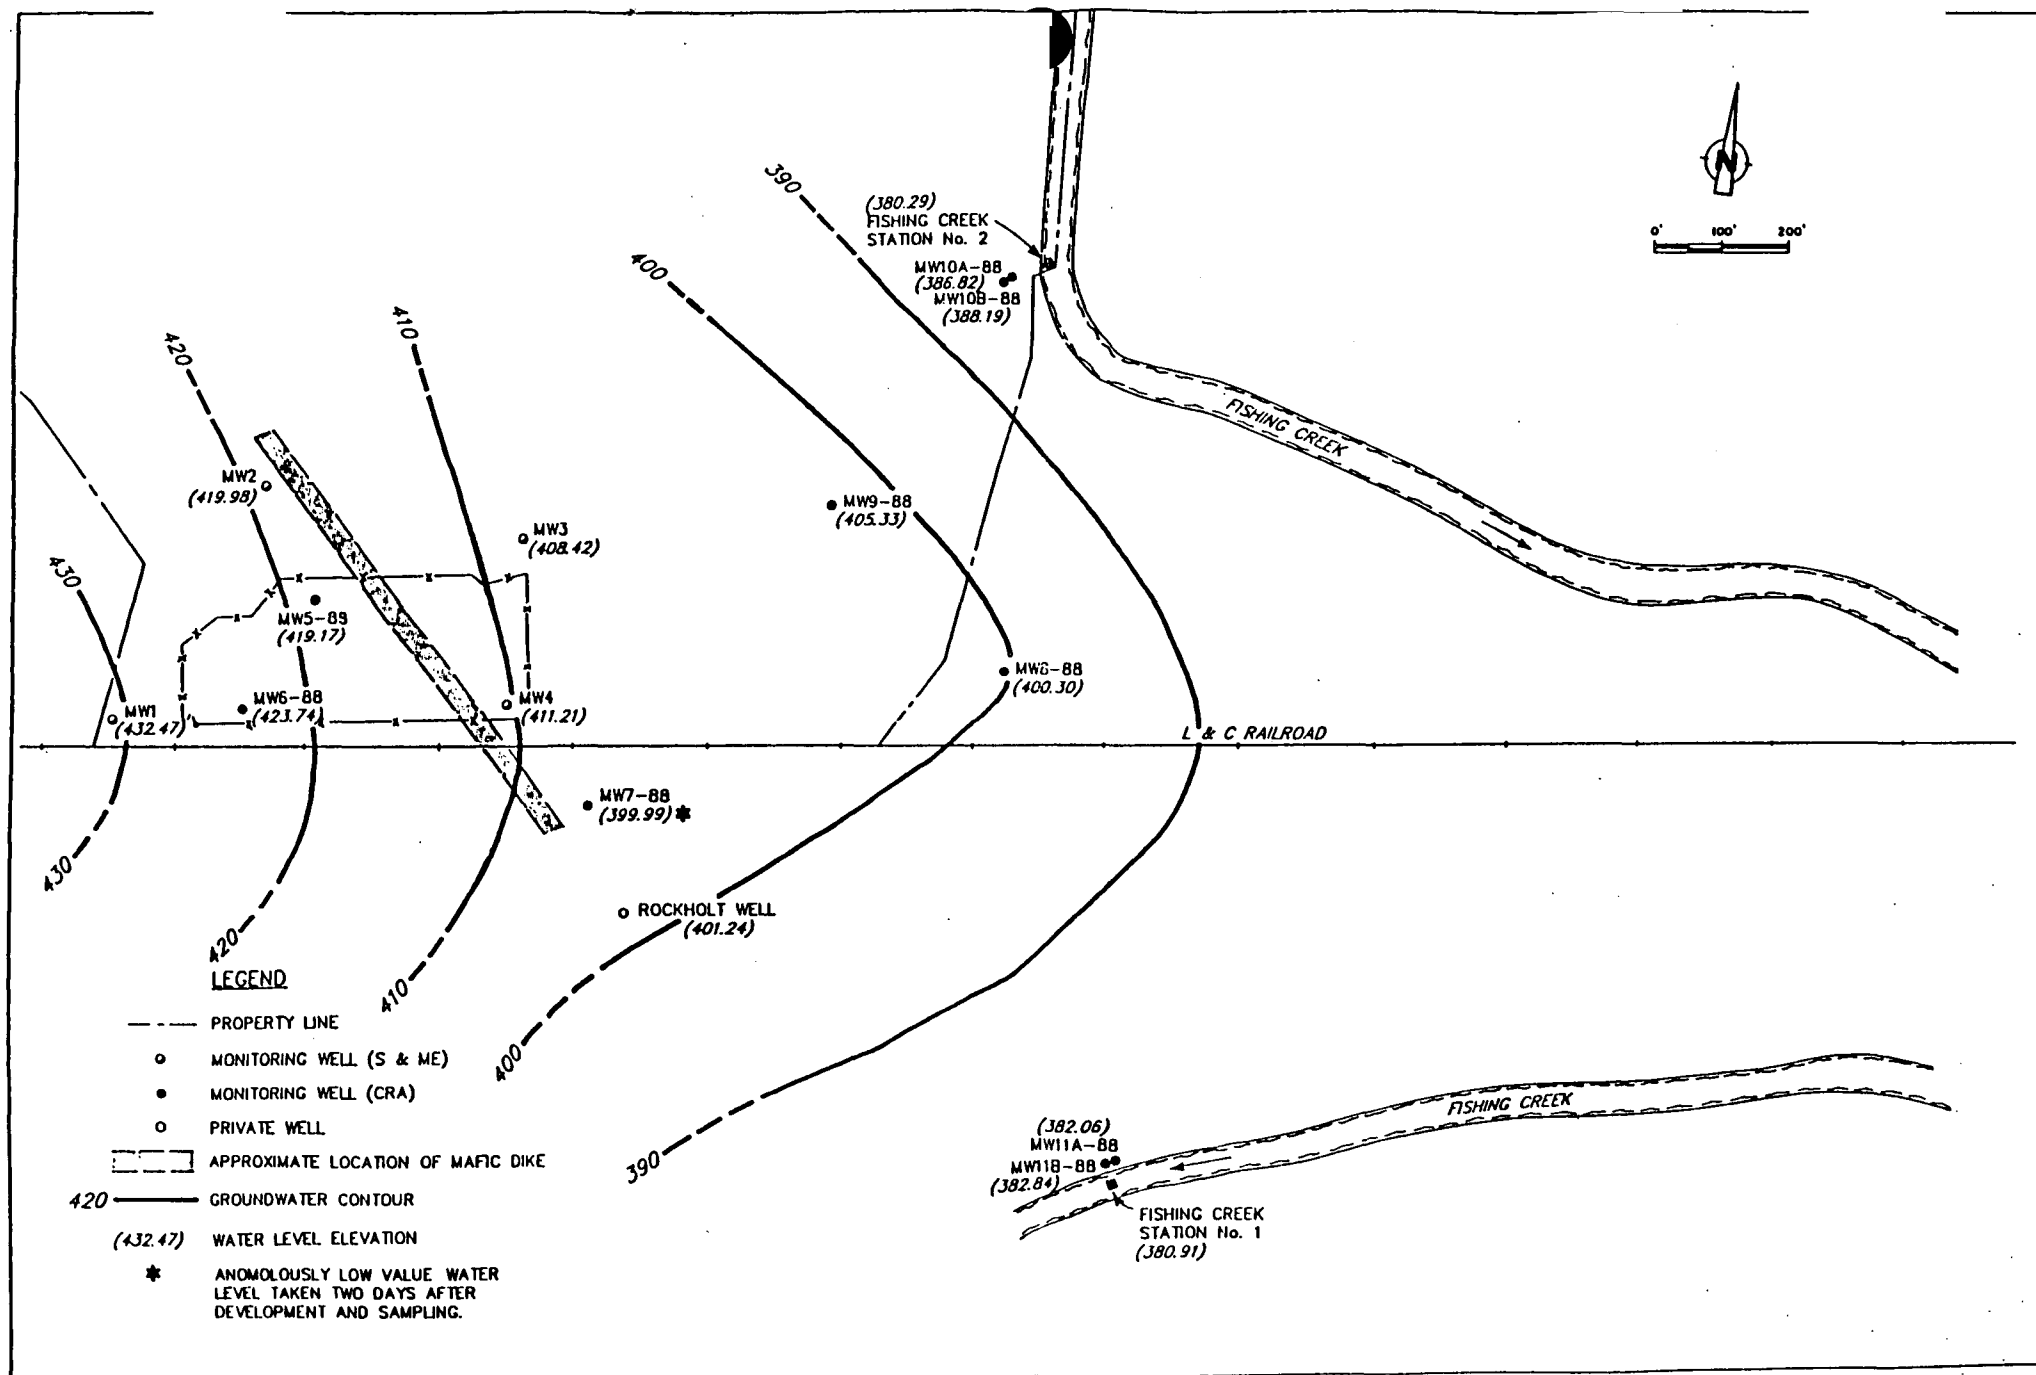 390
(380.29)
FISHING CREEK
STATION No. 2
N
0' 100' 200'
400
MW10A-88
(386.82)
MW10B-88
(388.19)
410
420
FISHING CREEK
MW2
(419.98)
MW9-88
(405.33)
MW3
(408.42)
430
MW5-88
(419.17)
MW8-88
(400.30)
MW6-88
(423.74)
MW4
(411.21)
MW1
(432.47)
L & C RAILROAD
MW7-88
(399.99)*
430
ROCKHOLT WELL
(401.24)
420
410
400
390
LEGEND
PROPERTY LINE
MONITORING WELL (S & ME)
MONITORING WELL (CRA)
PRIVATE WELL
APPROXIMATE LOCATION OF MAFIC DIKE
420 GROUNDWATER CONTOUR
(432.47) WATER LEVEL ELEVATION
* ANOMOLOUSLY LOW VALUE WATER
LEVEL TAKEN TWO DAYS AFTER
DEVELOPMENT AND SAMPLING.
FISHING CREEK
(382.06)
MW11A-88
MW11B-88
(382.84)
FISHING CREEK
STATION No. 1
(380.91)